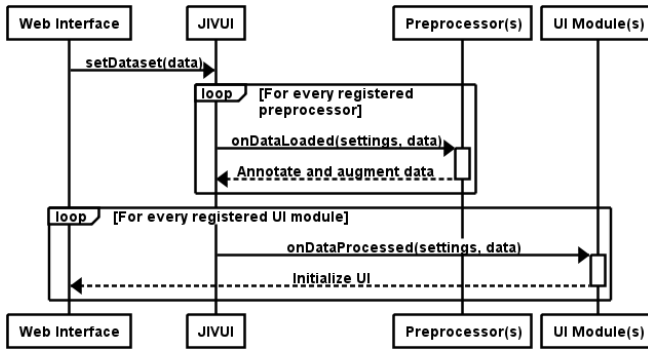 Web Interface JIVUI Preprocessor(s) UI Module(s)
setDataset(data)
loop [For every registered
preprocessor]
onDataLoaded(settings, data)
Annotate and augment data
loop [For every registered UI module]
onDataProcessed(settings, data)
Initialize UI
Web Interface JIVUI Preprocessor(s) UI Module(s)